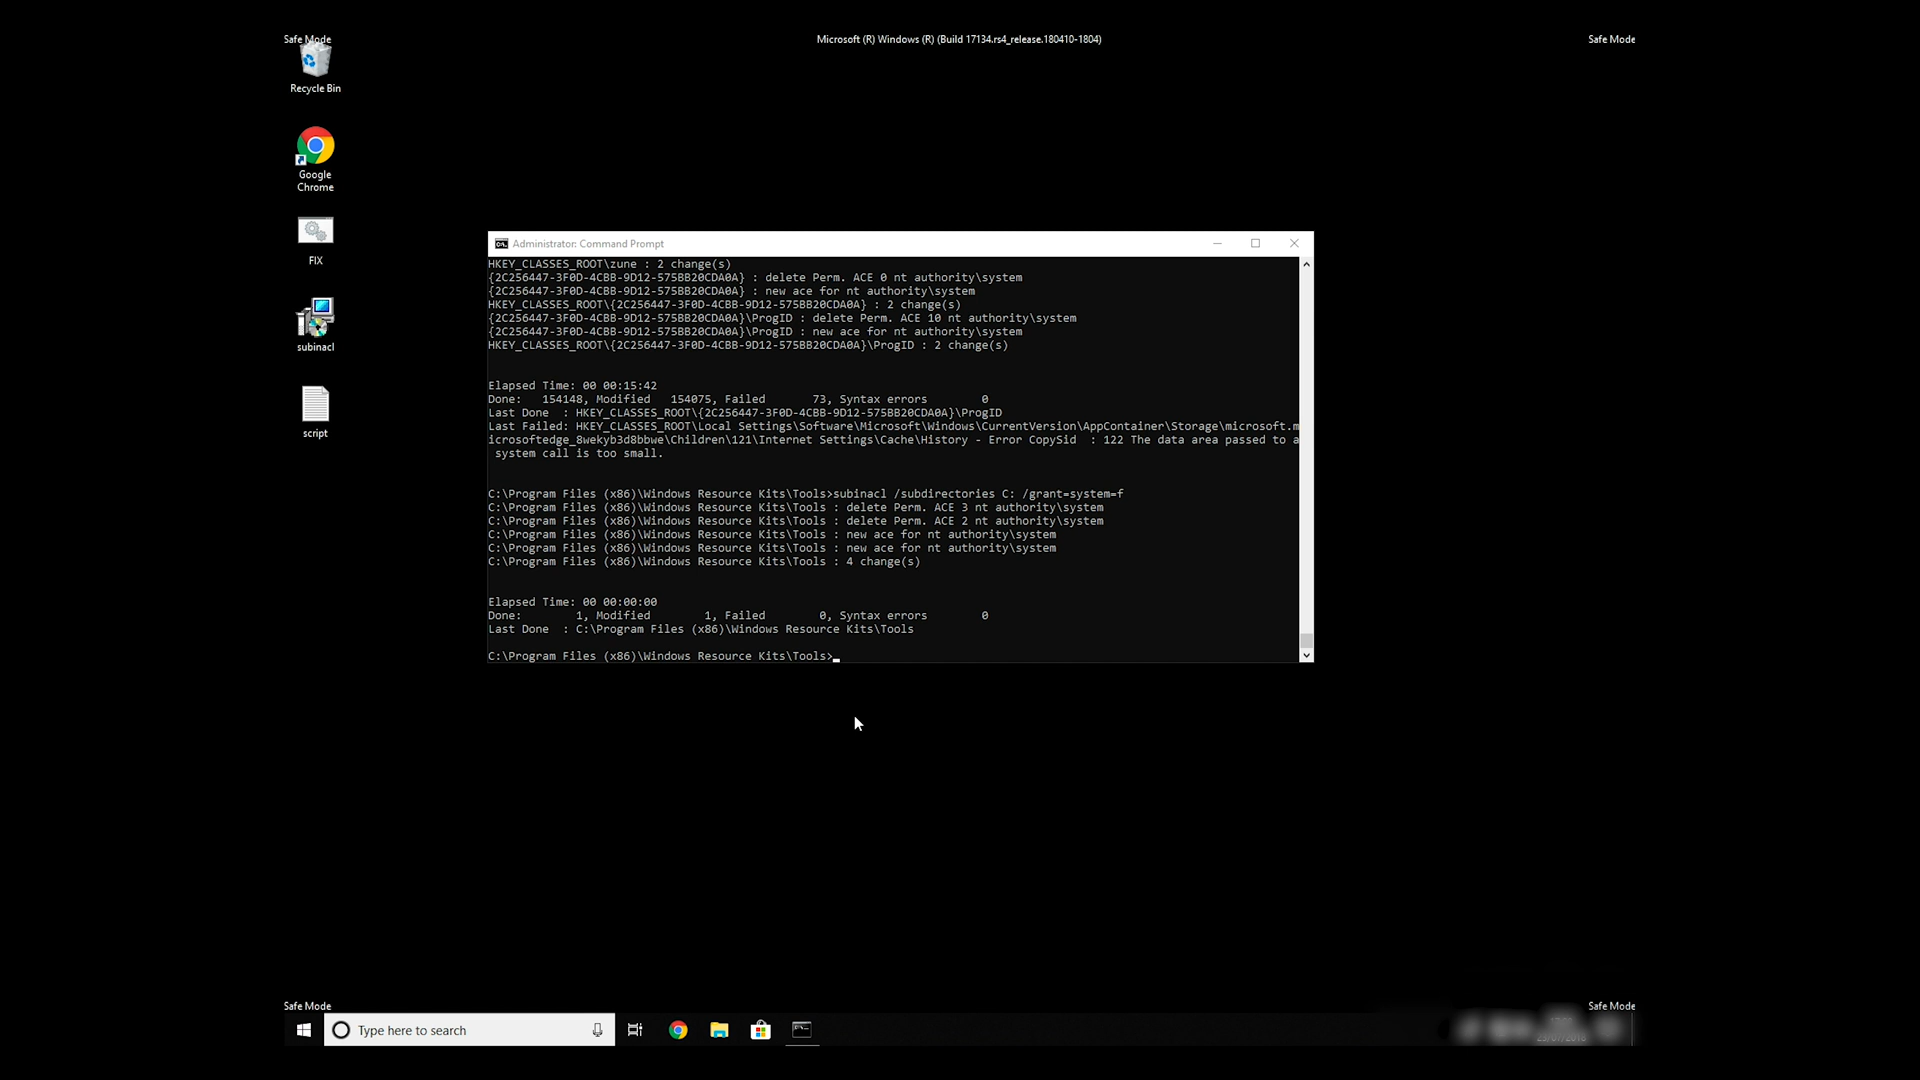 Safe Mode
Microsoft (R) Windows (R) (Build 17134.rs4_release.180410-1804)
Safe Mode
Recycle Bin
Google
Chrome
FIX
subinacl
script
Administrator: Command Prompt
HKEY_CLASSES_ROOT\zune : 2 change(s)
{2C256447-3F0D-4CBB-9D12-575BB20CDA0A} : delete Perm. ACE 0 nt authority\system
{2C256447-3F0D-4CBB-9D12-575BB20CDA0A} : new ace for nt authority\system
HKEY_CLASSES_ROOT\{2C256447-3F0D-4CBB-9D12-575BB20CDA0A} : 2 change(s)
{2C256447-3F0D-4CBB-9D12-575BB20CDA0A}\ProgID : delete Perm. ACE 10 nt authority\system
{2C256447-3F0D-4CBB-9D12-575BB20CDA0A}\ProgID : new ace for nt authority\system
HKEY_CLASSES_ROOT\{2C256447-3F0D-4CBB-9D12-575BB20CDA0A}\ProgID : 2 change(s)
Elapsed Time: 00 00:15:42
Done: 154148, Modified 154075, Failed 73, Syntax errors 0
Last Done : HKEY_CLASSES_ROOT\{2C256447-3F0D-4CBB-9D12-575BB20CDA0A}\ProgID
Last Failed: HKEY_CLASSES_ROOT\Local Settings\Software\Microsoft\Windows\CurrentVersion\AppContainer\Storage\microsoft.m
icrosoftedge_8wekyb3d8bbwe\Children\121\Internet Settings\Cache\History - Error CopySid : 122 The data area passed to a
system call is too small.
C:\Program Files (x86)\Windows Resource Kits\Tools>subinacl /subdirectories C: /grant=system=f
C:\Program Files (x86)\Windows Resource Kits\Tools : delete Perm. ACE 3 nt authority\system
C:\Program Files (x86)\Windows Resource Kits\Tools : delete Perm. ACE 2 nt authority\system
C:\Program Files (x86)\Windows Resource Kits\Tools : new ace for nt authority\system
C:\Program Files (x86)\Windows Resource Kits\Tools : new ace for nt authority\system
C:\Program Files (x86)\Windows Resource Kits\Tools : 4 change(s)
Elapsed Time: 00 00:00:00
Done: 1, Modified 1, Failed 0, Syntax errors 0
Last Done : C:\Program Files (x86)\Windows Resource Kits\Tools
C:\Program Files (x86)\Windows Resource Kits\Tools>_
Safe Mode
Safe Mode
Type here to search